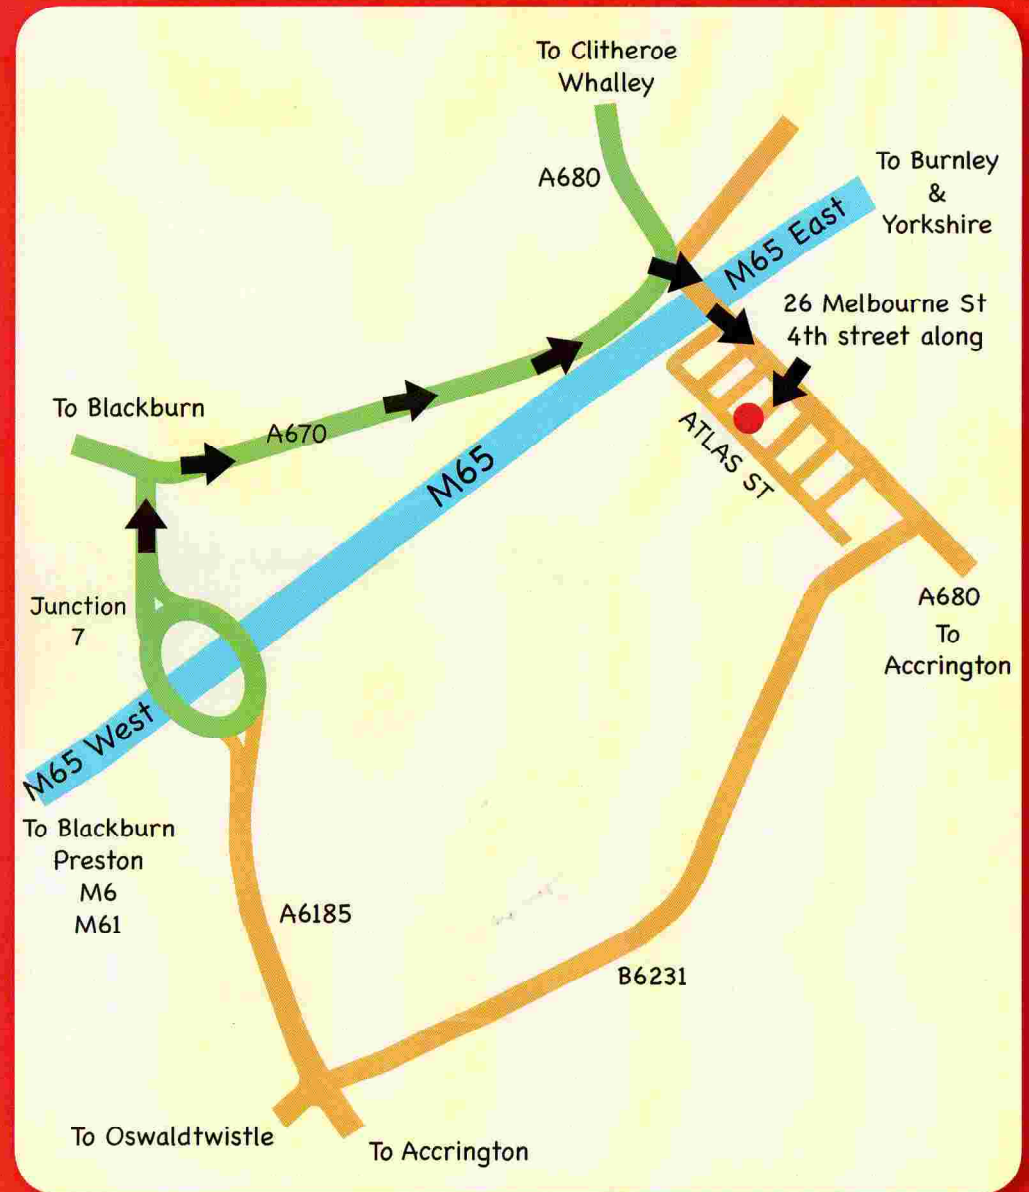 To Clitheroe
Whalley
A680
To Burnley
&
Yorkshire
M65 East
26 Melbourne St
4th street along
To Blackburn
A670
M65
ATLAS ST
Junction
7
A680
To
Accrington
M65 West
To Blackburn
Preston
M6
M61
A6185
B6231
To Oswaldtwistle
To Accrington